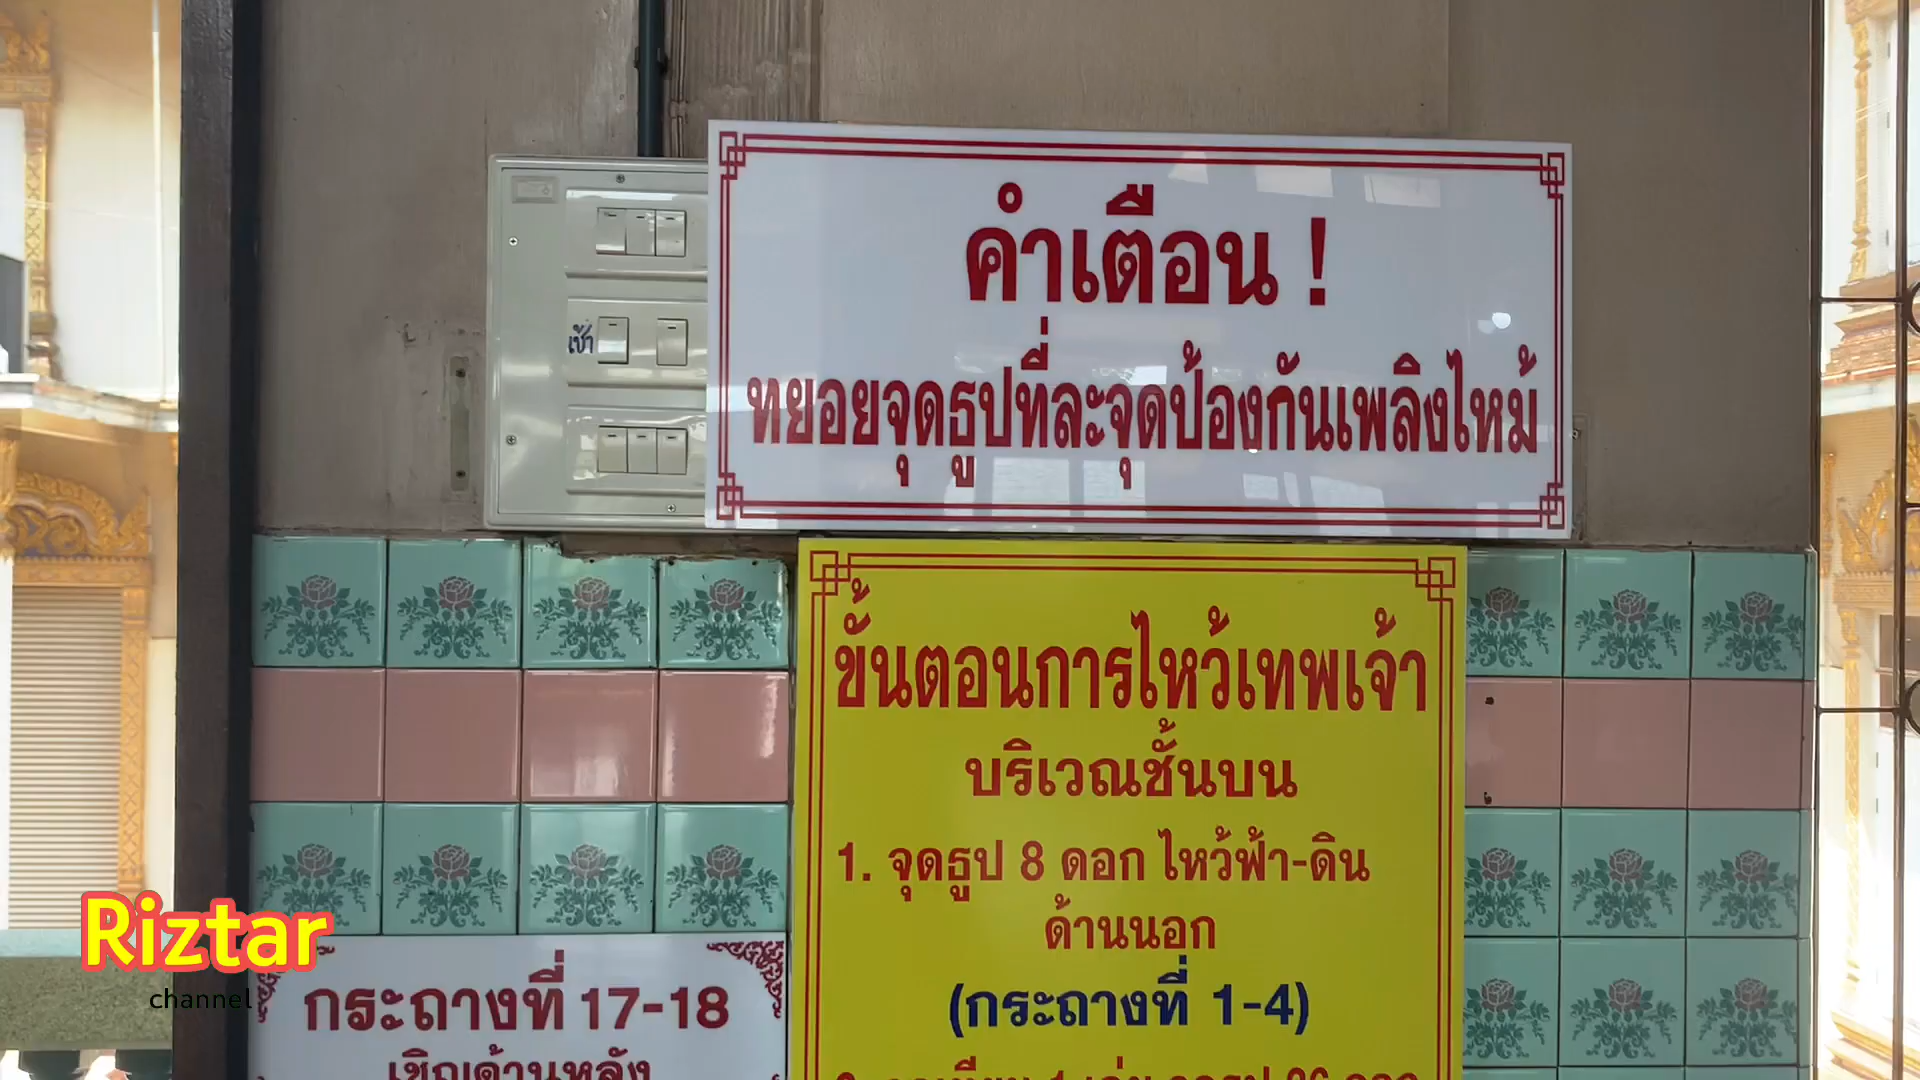 คำเตือน !
ทยอยจุดธูปที่ละจุดป้องกันเพลิงไหม้
เช้า
ขั้นตอนการไหว้เทพเจ้า
บริเวณชั้นบน
1. จุดธูป 8 ดอก ไหว้ฟ้า-ดิน
ด้านนอก
(กระถางที่ 1-4)
กระถางที่ 17-18
เชิญด้านหลัง
Riztar
channel